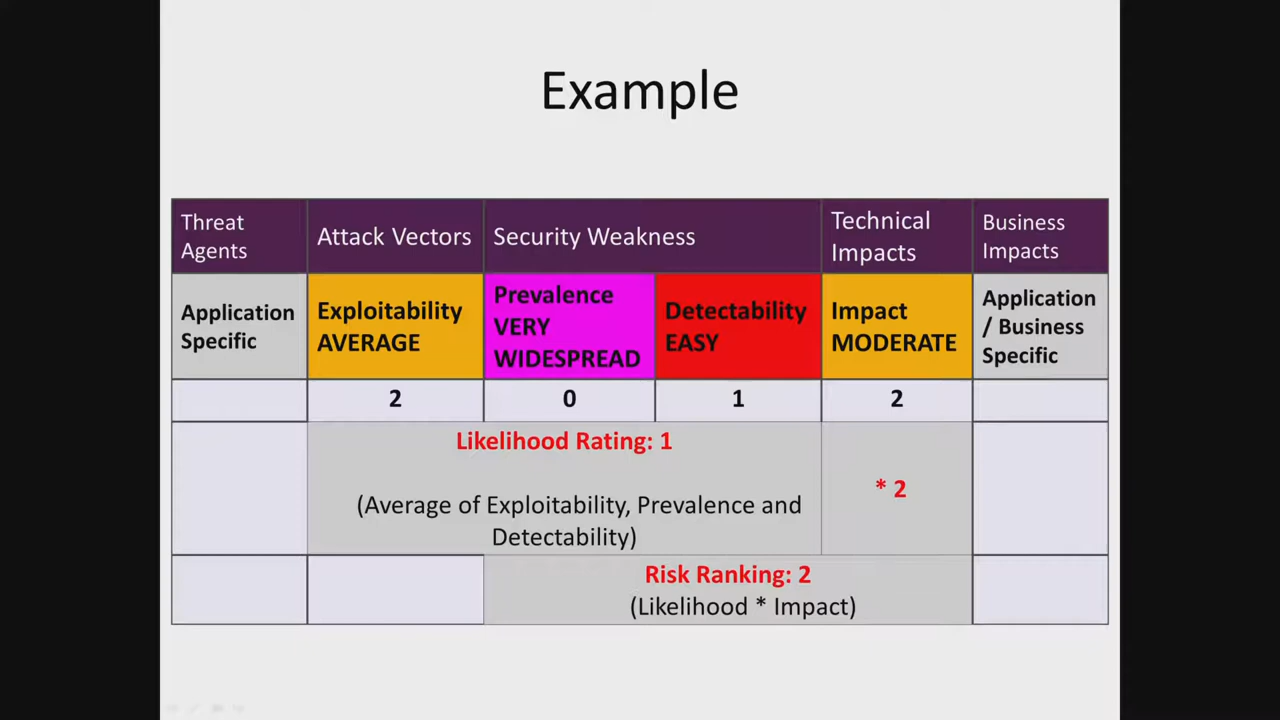 Example
Threat
Agents
Attack Vectors
Security Weakness
Technical
Impacts
Business
Impacts
Application
Specific
Exploitability
AVERAGE
Prevalence
VERY
WIDESPREAD
Detectability
EASY
Impact
MODERATE
Application
/ Business
Specific
2
0
1
2
Likelihood Rating: 1
(Average of Exploitability, Prevalence and
Detectability)
* 2
Risk Ranking: 2
(Likelihood * Impact)